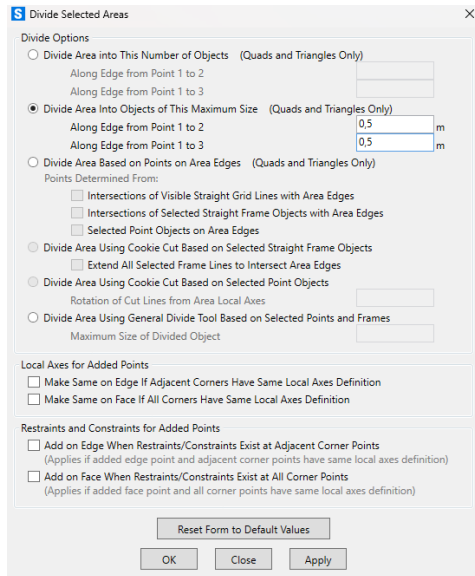 S Divide Selected Areas
Divide Options
Divide Area into This Number of Objects (Quads and Triangles Only)
Along Edge from Point 1 to 2
Along Edge from Point 1 to 3
Divide Area Into Objects of This Maximum Size (Quads and Triangles Only)
Along Edge from Point 1 to 2 0,5 m
Along Edge from Point 1 to 3 0,5 m
Divide Area Based on Points on Area Edges (Quads and Triangles Only)
Points Determined From:
Intersections of Visible Straight Grid Lines with Area Edges
Intersections of Selected Straight Frame Objects with Area Edges
Selected Point Objects on Area Edges
Divide Area Using Cookie Cut Based on Selected Straight Frame Objects
Extend All Selected Frame Lines to Intersect Area Edges
Divide Area Using Cookie Cut Based on Selected Point Objects
Rotation of Cut Lines from Area Local Axes
Divide Area Using General Divide Tool Based on Selected Points and Frames
Maximum Size of Divided Object
Local Axes for Added Points
Make Same on Edge If Adjacent Corners Have Same Local Axes Definition
Make Same on Face If All Corners Have Same Local Axes Definition
Restraints and Constraints for Added Points
Add on Edge When Restraints/Constraints Exist at Adjacent Corner Points
(Applies if added edge point and adjacent corner points have same local axes definition)
Add on Face When Restraints/Constraints Exist at All Corner Points
(Applies if added face point and all corner points have same local axes definition)
Reset Form to Default Values
OK Close Apply